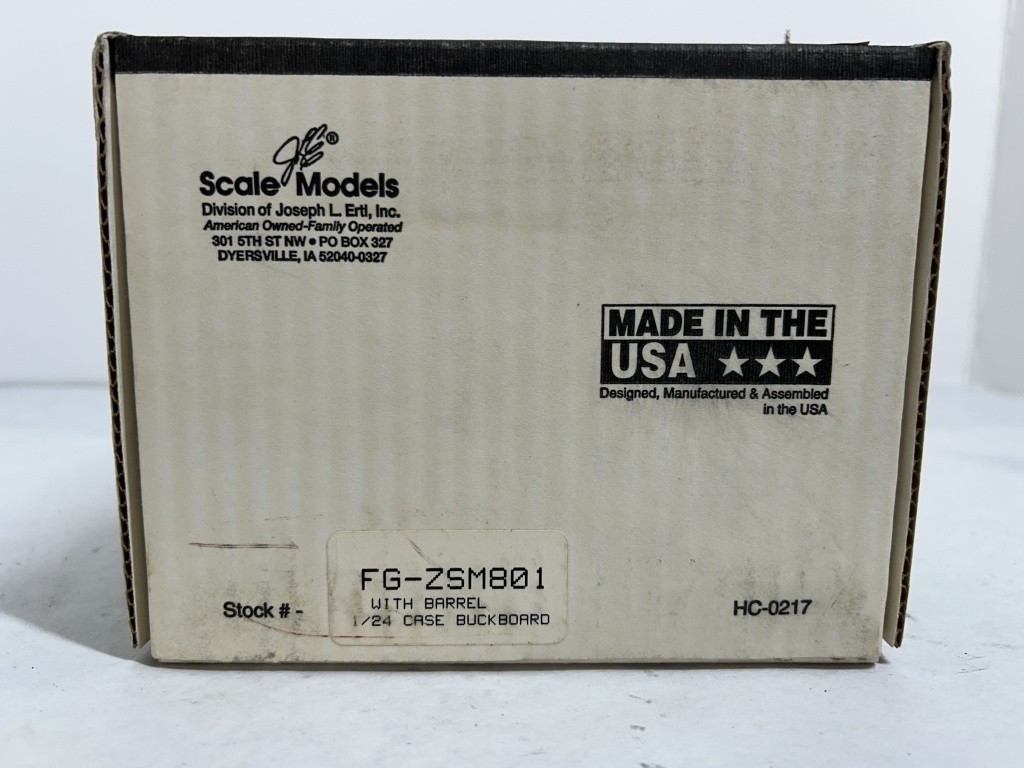 JLE®
Scale Models
Division of Joseph L. Ertl, Inc.
American Owned-Family Operated
301 5TH ST NW • PO BOX 327
DYERSVILLE, IA 52040-0327
MADE IN THE
USA ★★★
Designed, Manufactured & Assembled
in the USA
Stock # -
FG-ZSM801
WITH BARREL
1/24 CASE BUCKBOARD
HC-0217